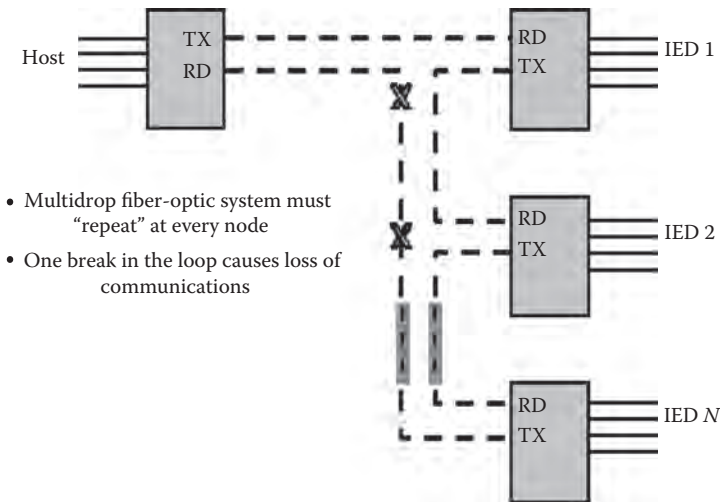 Host
TX
RD
RD
TX
IED 1
• Multidrop fiber-optic system must
"repeat" at every node
• One break in the loop causes loss of
communications
RD
TX
IED 2
RD
TX
IED N
X
X